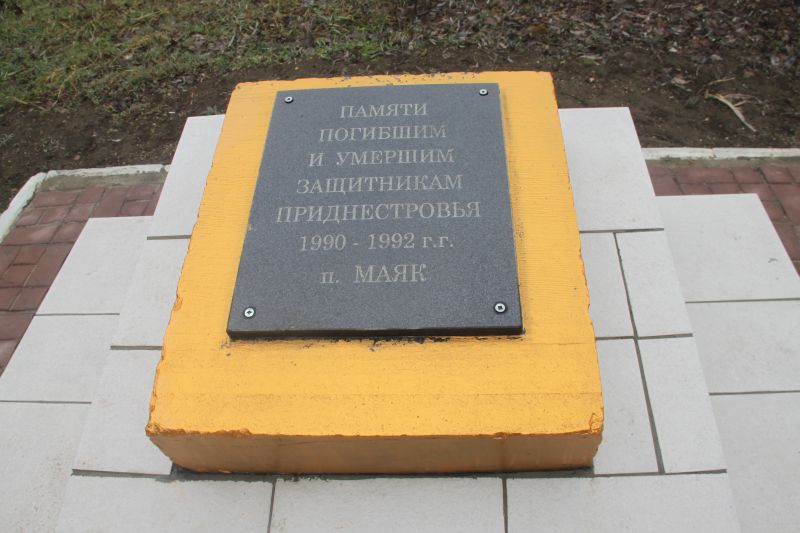 ПАМЯТИ
ПОГИБШИМ
И УМЕРШИМ
ЗАЩИТНИКАМ
ПРИДНЕСТРОВЬЯ
1990 - 1992 г.г.
п. МАЯК